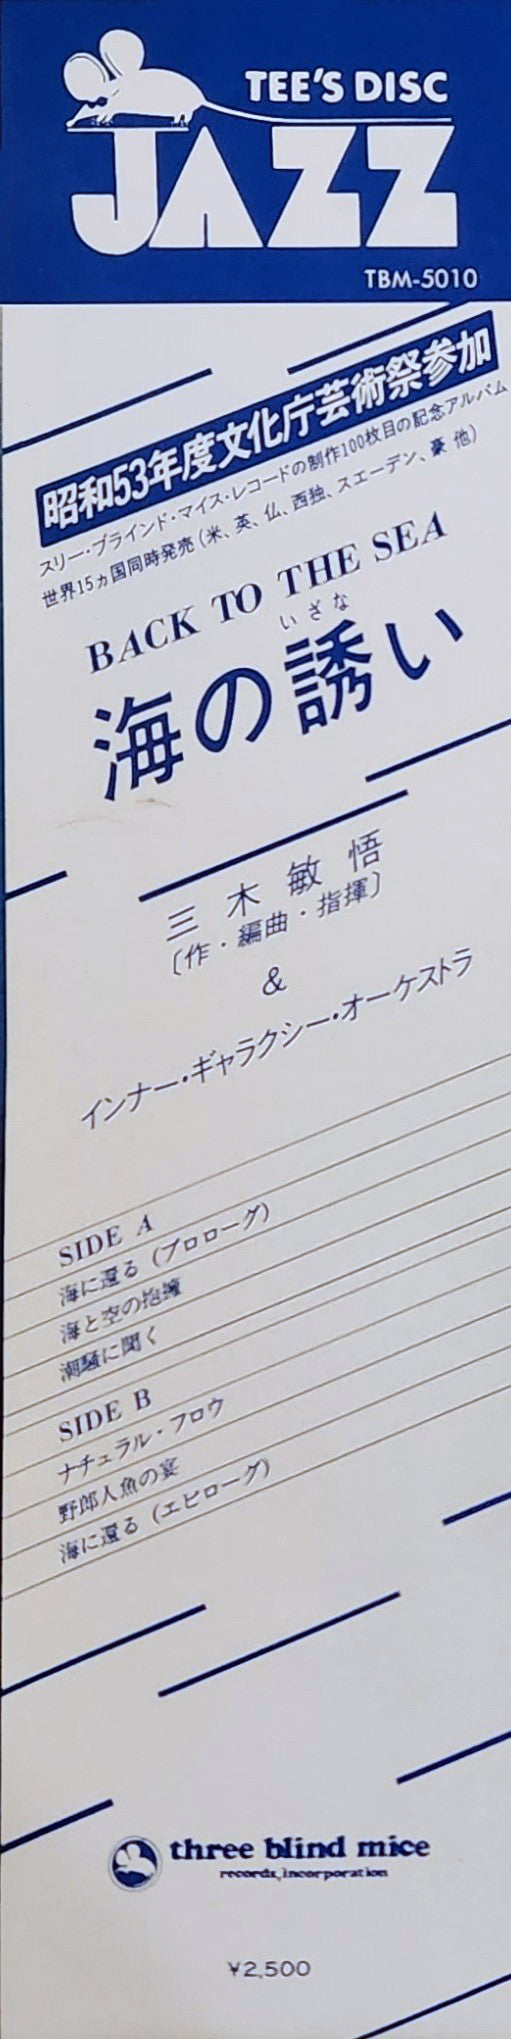 TEE'S DISC
JAZZ
TBM-5010
昭和53年度文化庁芸術祭参加
スリー・ブラインド・マイス・レコードの制作100枚目の記念アルバム
世界15ヵ国同時発売(米、英、仏、西独、スエーデン、豪 他)
BACK TO THE SEA
いざな
海の誘い
三木敏悟
〔作・編曲・指揮〕
&
インナー・ギャラクシー・オーケストラ
SIDE A
海に還る(プロローグ)
海と空の抱擁
潮騒に聞く
SIDE B
ナチュラル・フロウ
野郎人魚の宴
海に還る(エピローグ)
three blind mice
records, incorporation
¥2,500